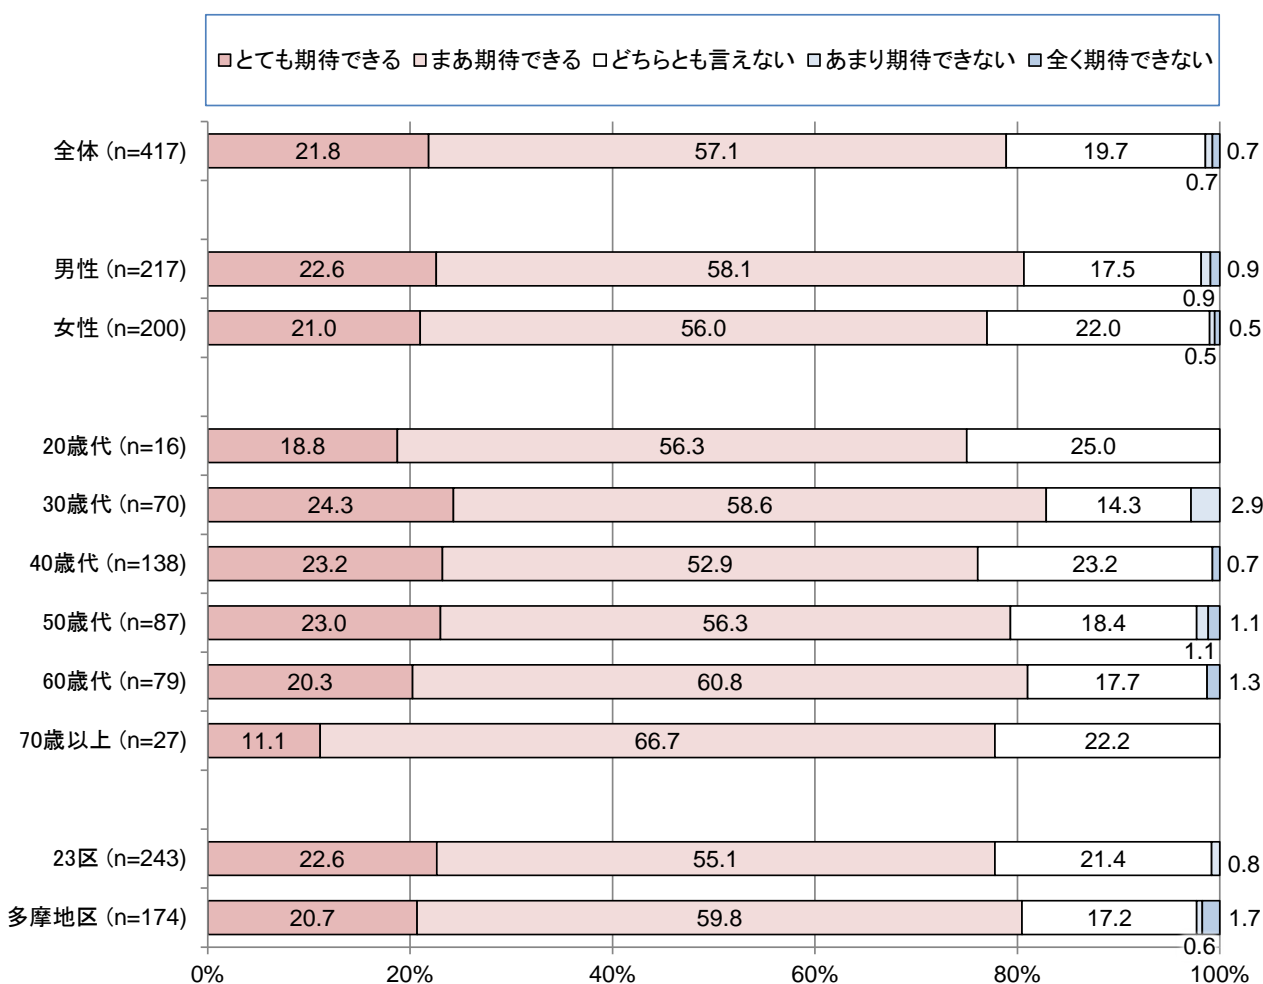 とても期待できる まあ期待できる どちらとも言えない あまり期待できない 全く期待できない
全体 (n=417) 21.8 57.1 19.7 0.7
0.7
男性 (n=217) 22.6 58.1 17.5 0.9
0.9
女性 (n=200) 21.0 56.0 22.0 0.5
0.5
20歳代 (n=16) 18.8 56.3 25.0
30歳代 (n=70) 24.3 58.6 14.3 2.9
40歳代 (n=138) 23.2 52.9 23.2 0.7
50歳代 (n=87) 23.0 56.3 18.4 1.1
1.1
60歳代 (n=79) 20.3 60.8 17.7 1.3
70歳以上 (n=27) 11.1 66.7 22.2
23区 (n=243) 22.6 55.1 21.4 0.8
多摩地区 (n=174) 20.7 59.8 17.2 1.7
0.6
0% 20% 40% 60% 80% 100%